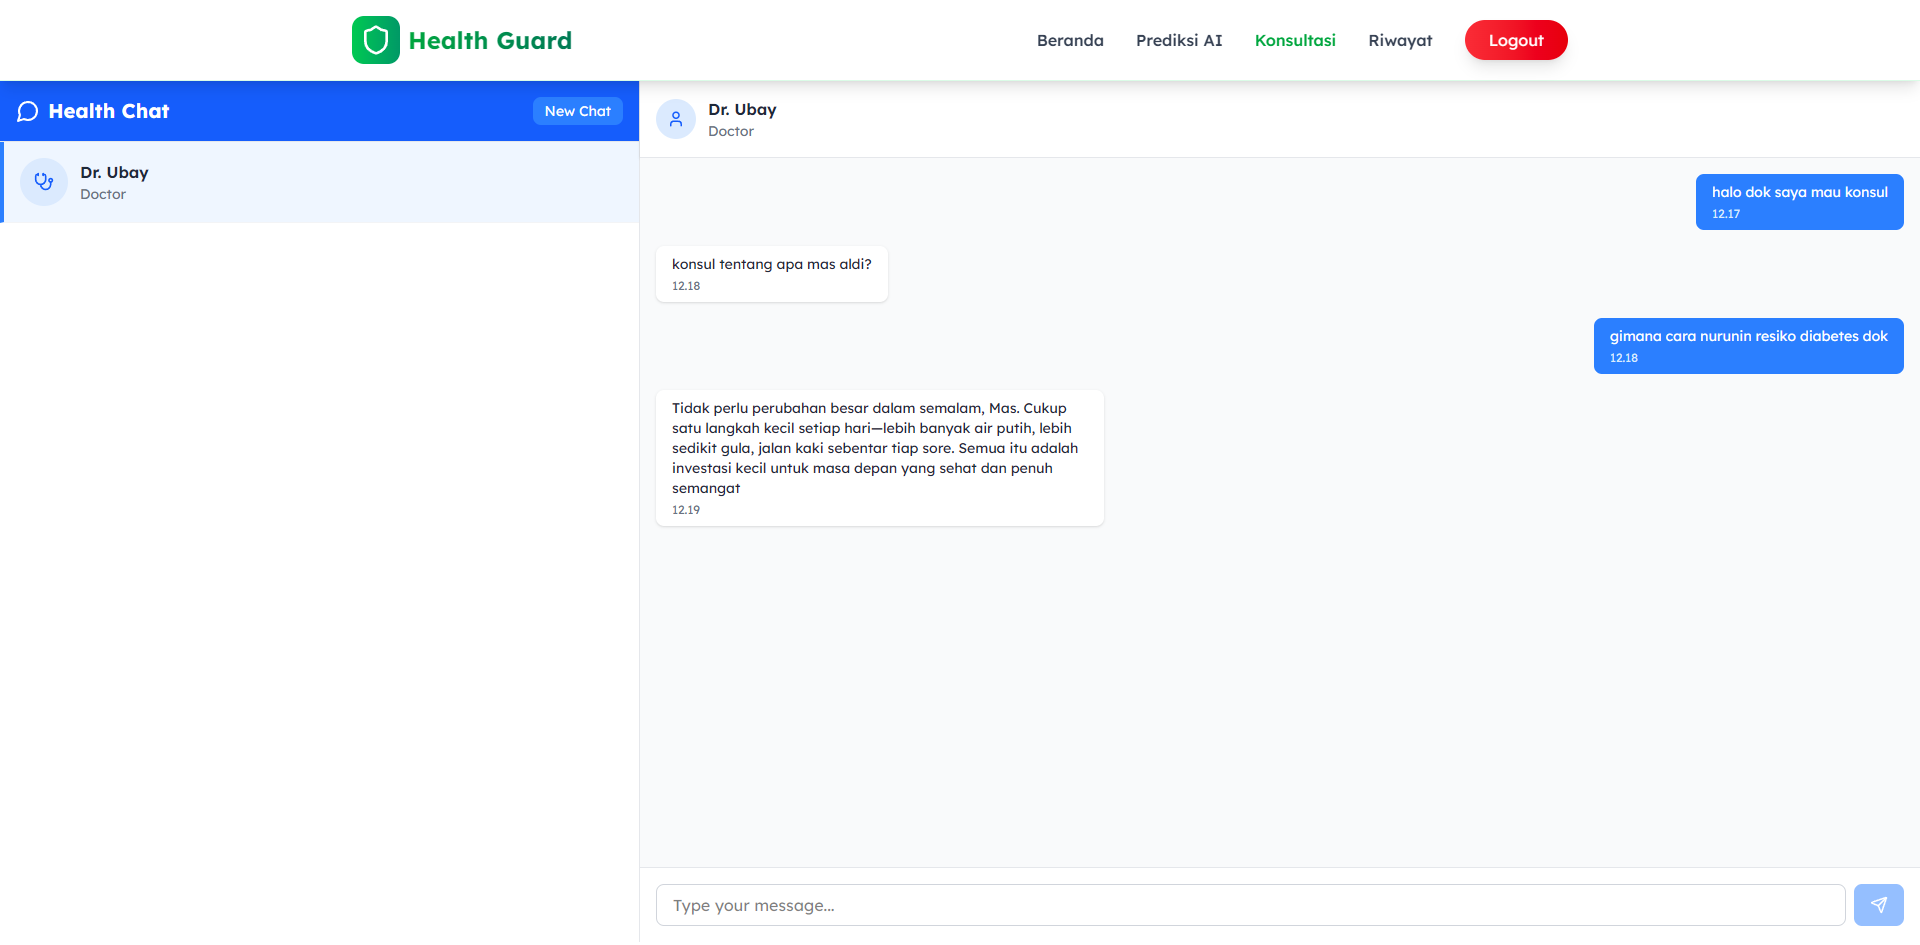 Health Guard
Beranda
Prediksi AI
Konsultasi
Riwayat
Logout
Health Chat
New Chat
Dr. Ubay
Doctor
Dr. Ubay
Doctor
halo dok saya mau konsul
12.17
konsul tentang apa mas aldi?
12.18
gimana cara nurunin resiko diabetes dok
12.18
Tidak perlu perubahan besar dalam semalam, Mas. Cukup
satu langkah kecil setiap hari—lebih banyak air putih, lebih
sedikit gula, jalan kaki sebentar tiap sore. Semua itu adalah
investasi kecil untuk masa depan yang sehat dan penuh
semangat
12.19
Type your message...